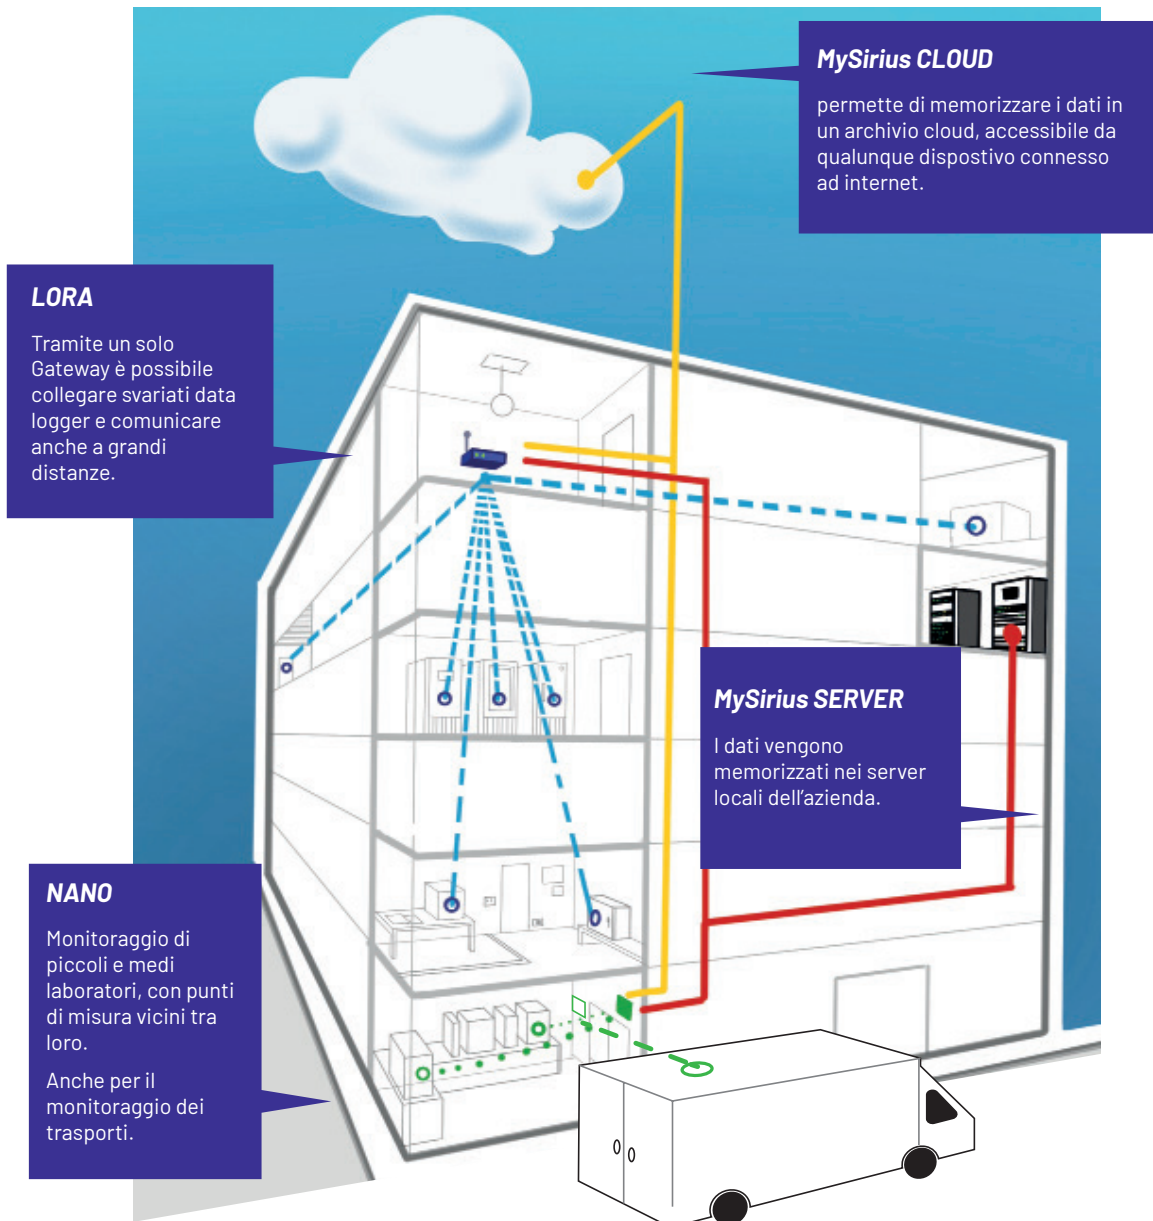 MySirius CLOUD
permette di memorizzare i dati in
un archivio cloud, accessibile da
qualunque dispostivo connesso
ad internet.
LORA
Tramite un solo
Gateway è possibile
collegare svariati data
logger e comunicare
anche a grandi
distanze.
MySirius SERVER
I dati vengono
memorizzati nei server
locali dell'azienda.
NANO
Monitoraggio di
piccoli e medi
laboratori, con punti
di misura vicini tra
loro.
Anche per il
monitoraggio dei
trasporti.